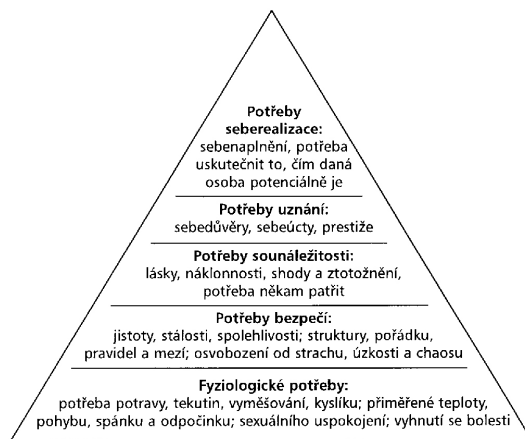 Potřeby
seberealizace:
sebenaplnění, potřeba
uskutečnit to, čím daná
osoba potenciálně je
Potřeby uznání:
sebedůvěry, sebeúcty, prestiže
Potřeby sounáležitosti:
lásky, náklonnosti, shody a ztotožnění,
potřeba někam patřit
Potřeby bezpečí:
jistoty, stálosti, spolehlivosti; struktury, pořádku,
pravidel a mezí; osvobození od strachu, úzkosti a chaosu
Fyziologické potřeby:
potřeba potravy, tekutin, vyměšování, kyslíku; přiměřené teploty,
pohybu, spánku a odpočinku; sexuálního uspokojení; vyhnutí se bolesti